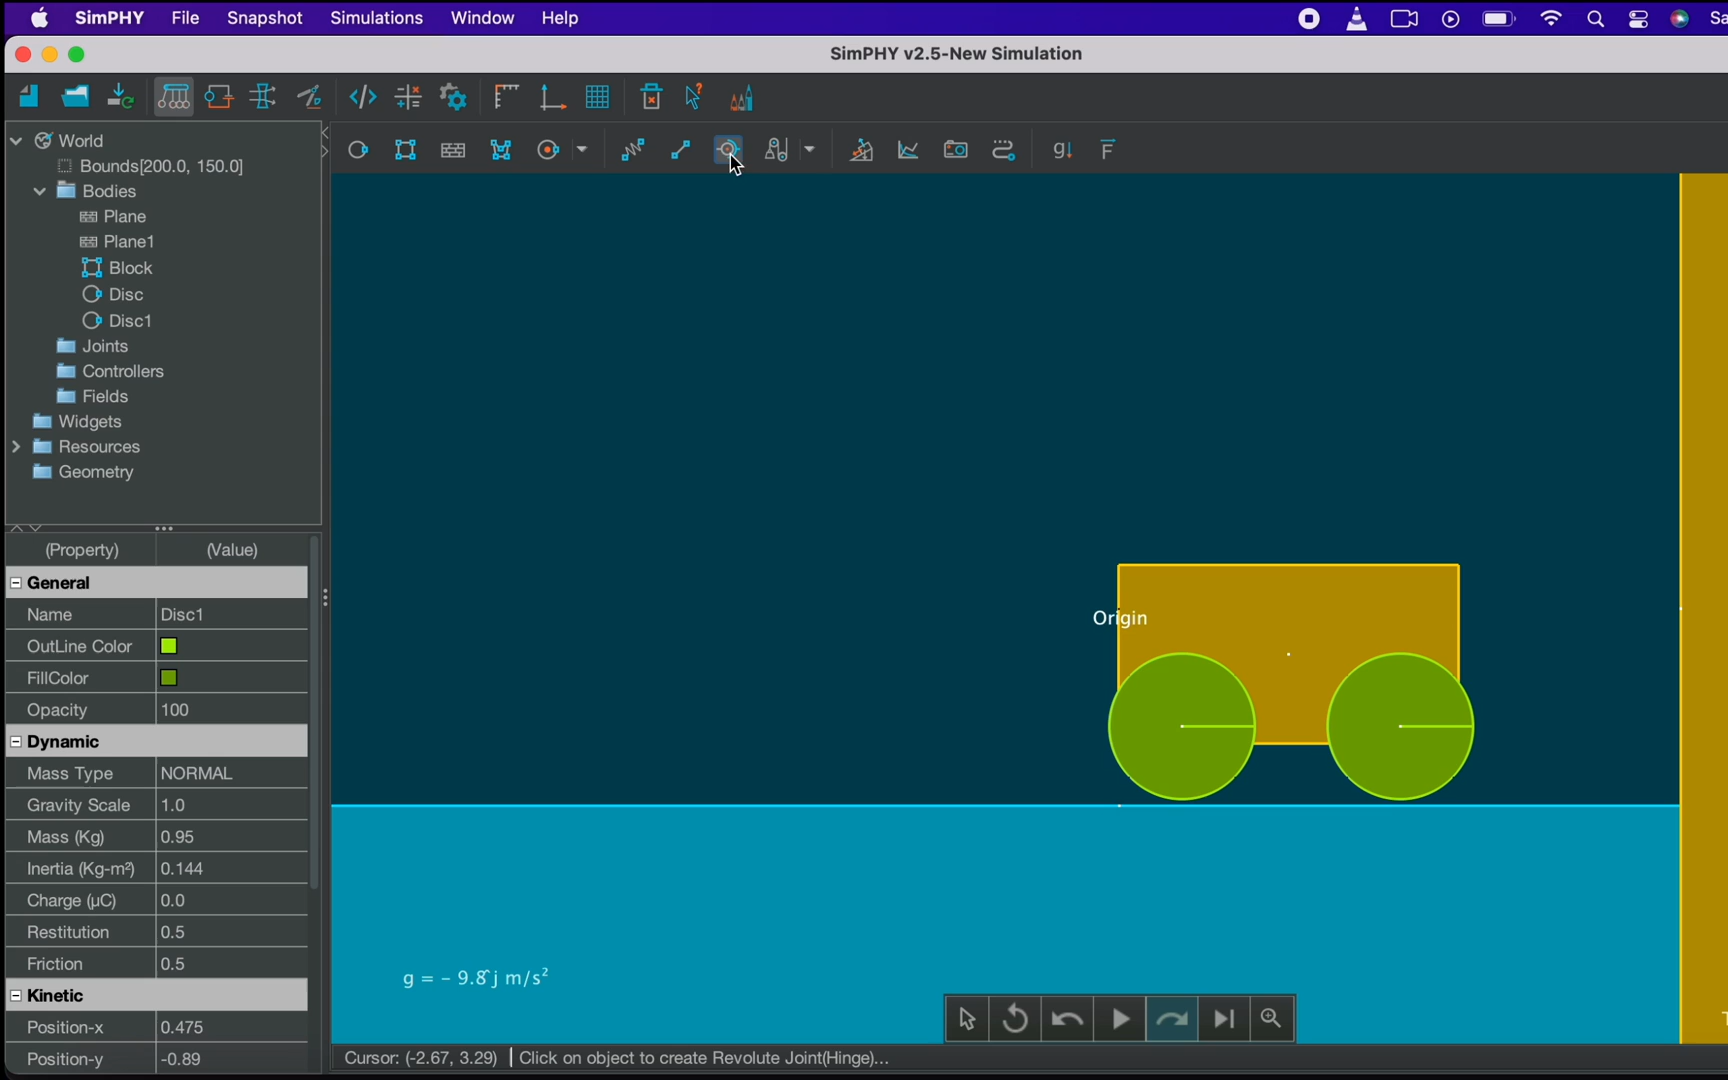 SimPHY File Snapshot Simulations Window Help
SimPHY v2.5-New Simulation
World
Bounds[200.0, 150.0]
Bodies
Plane
Plane1
Block
Disc
Disc1
Joints
Controllers
Fields
Widgets
Resources
Geometry
(Property) (Value)
General
Name Disc1
OutLine Color
FillColor
Opacity 100
Dynamic
Mass Type NORMAL
Gravity Scale 1.0
Mass (Kg) 0.95
Inertia (Kg-m²) 0.144
Charge (µC) 0.0
Restitution 0.5
Friction 0.5
Kinetic
Position-x 0.475
Position-y -0.89
Origin
g = - 9.8ĵ m/s²
Cursor: (-2.67, 3.29) Click on object to create Revolute Joint(Hinge)...